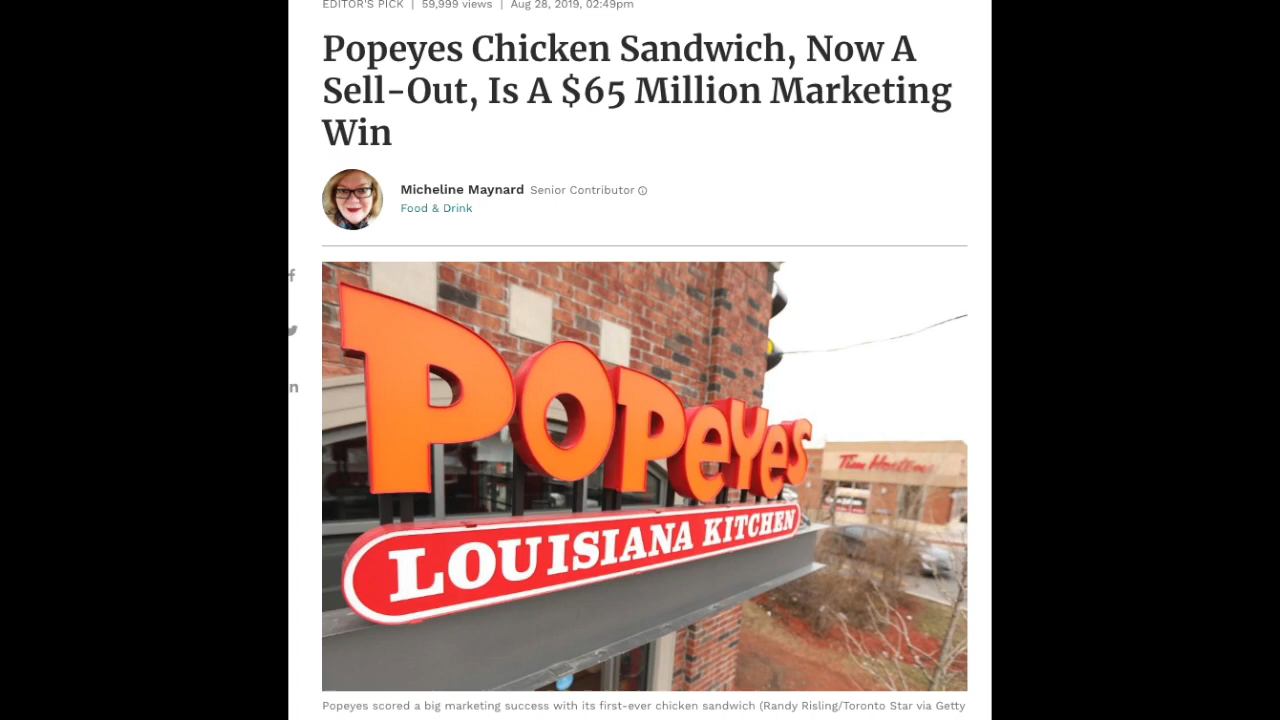 EDITOR'S PICK | 59,999 views | Aug 28, 2019, 02:49pm
Popeyes Chicken Sandwich, Now A
Sell-Out, Is A $65 Million Marketing
Win
Micheline Maynard Senior Contributor
Food & Drink
POPEYES
LOUISIANA KITCHEN
Tim Hortons
Popeyes scored a big marketing success with its first-ever chicken sandwich (Randy Risling/Toronto Star via Getty